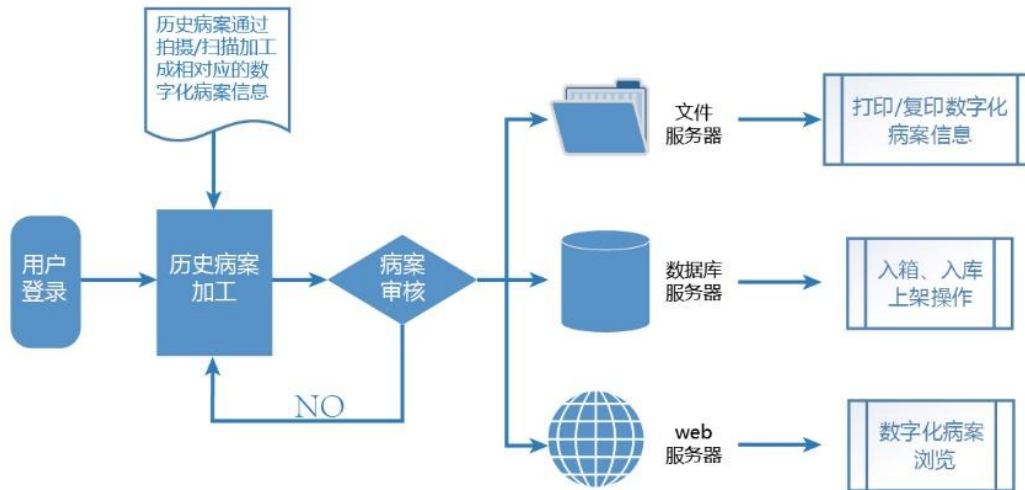 历史病案通过
拍摄/扫描加工
成相对应的数
字化病案信息
用户
登录
历史病案
加工
病案
审核
NO
文件
服务器
打印/复印数字化
病案信息
数据库
服务器
入箱、入库
上架操作
web
服务器
数字化病案
浏览